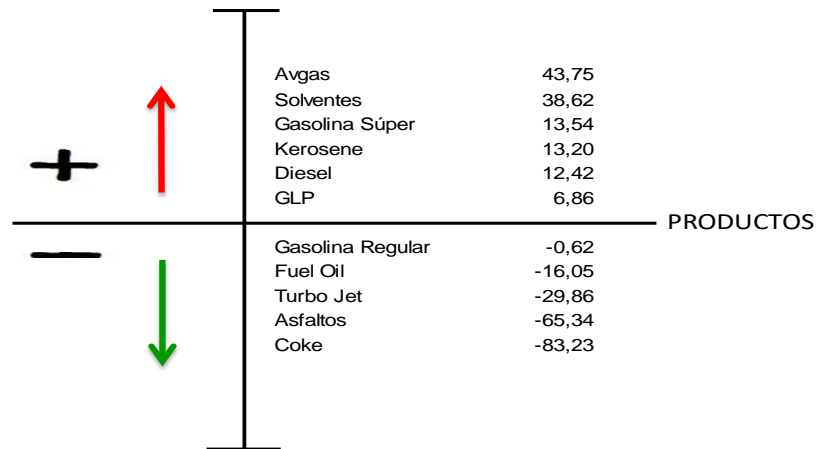 Avgas 43,75
Solventes 38,62
Gasolina Súper 13,54
Kerosene 13,20
Diesel 12,42
GLP 6,86
PRODUCTOS
Gasolina Regular -0,62
Fuel Oil -16,05
Turbo Jet -29,86
Asfaltos -65,34
Coke -83,23